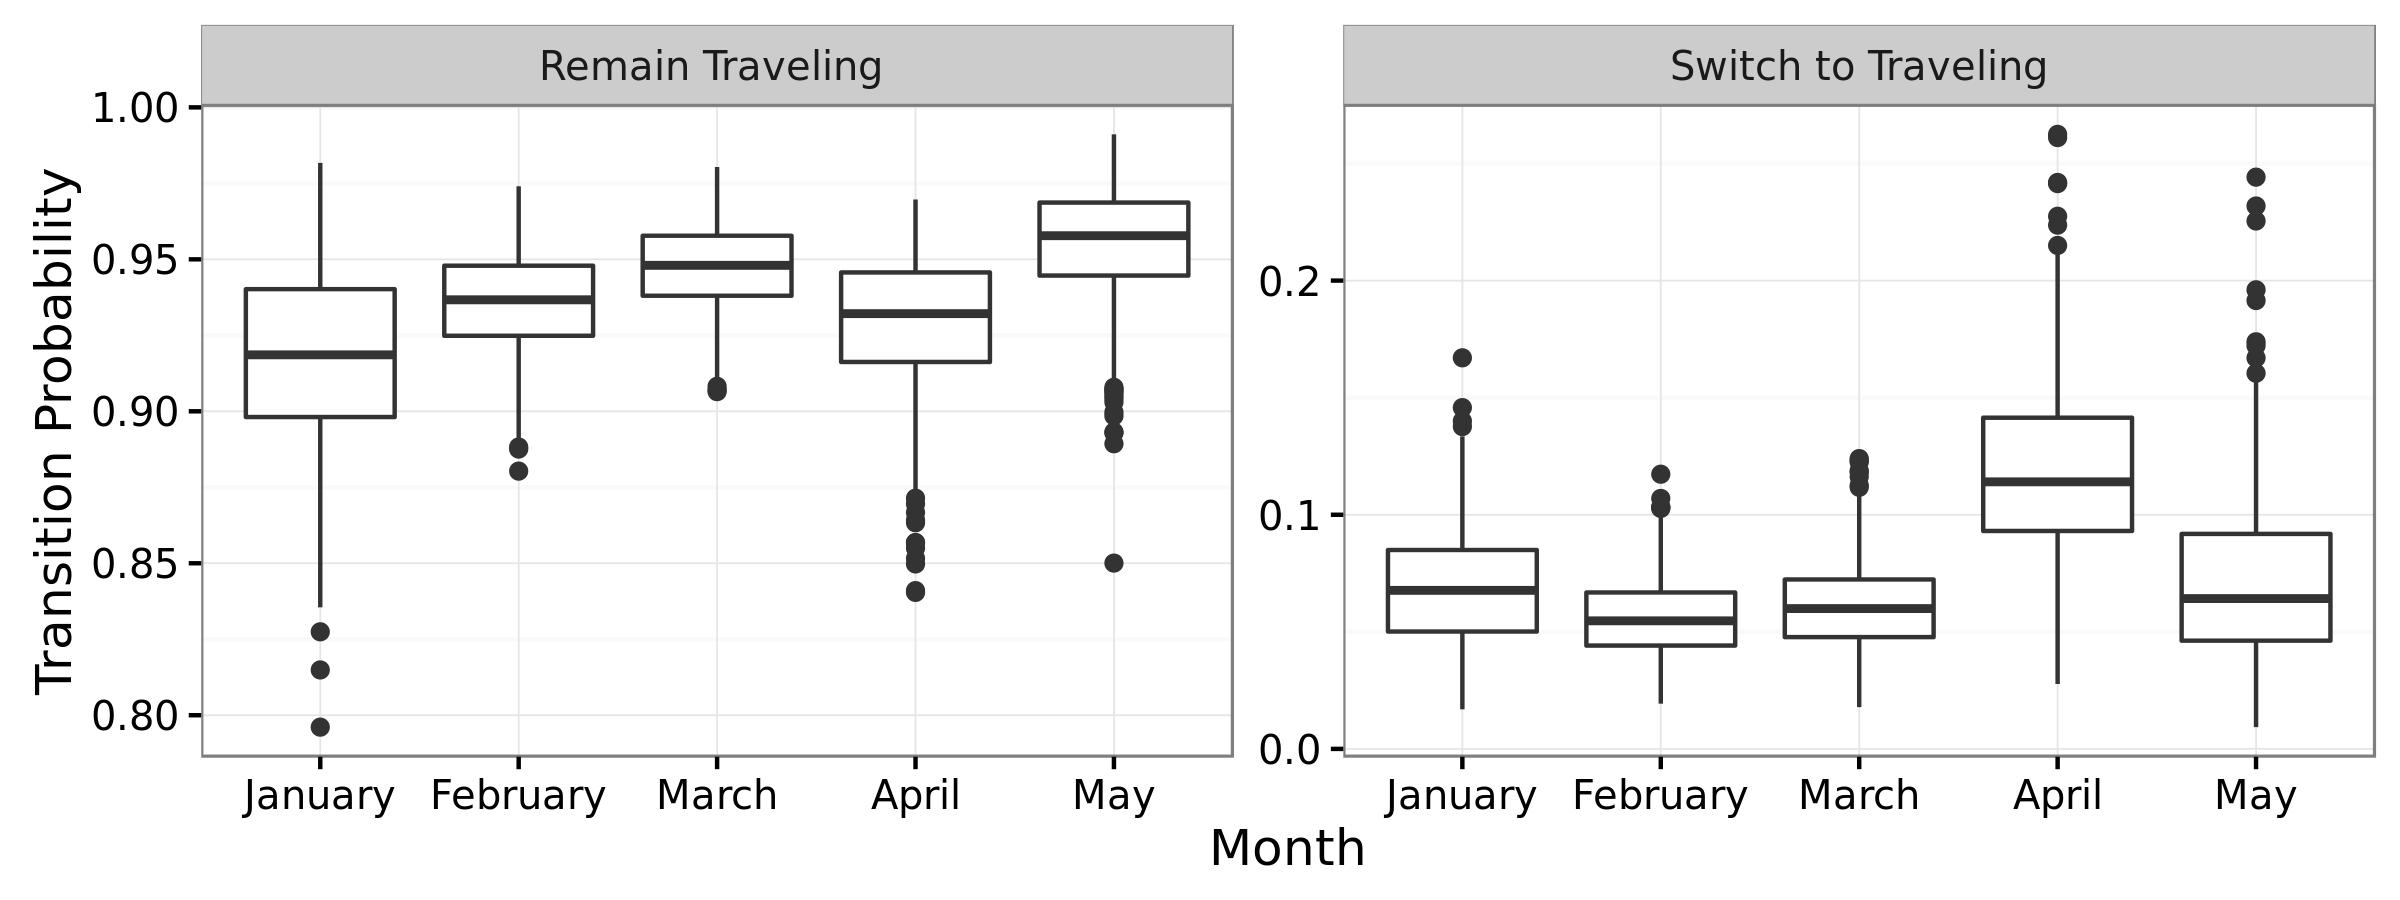 Remain Traveling
Switch to Traveling
Transition Probability
1.00
0.95
0.90
0.85
0.80
0.2
0.1
0.0
January February March April May
January February March April May
Month